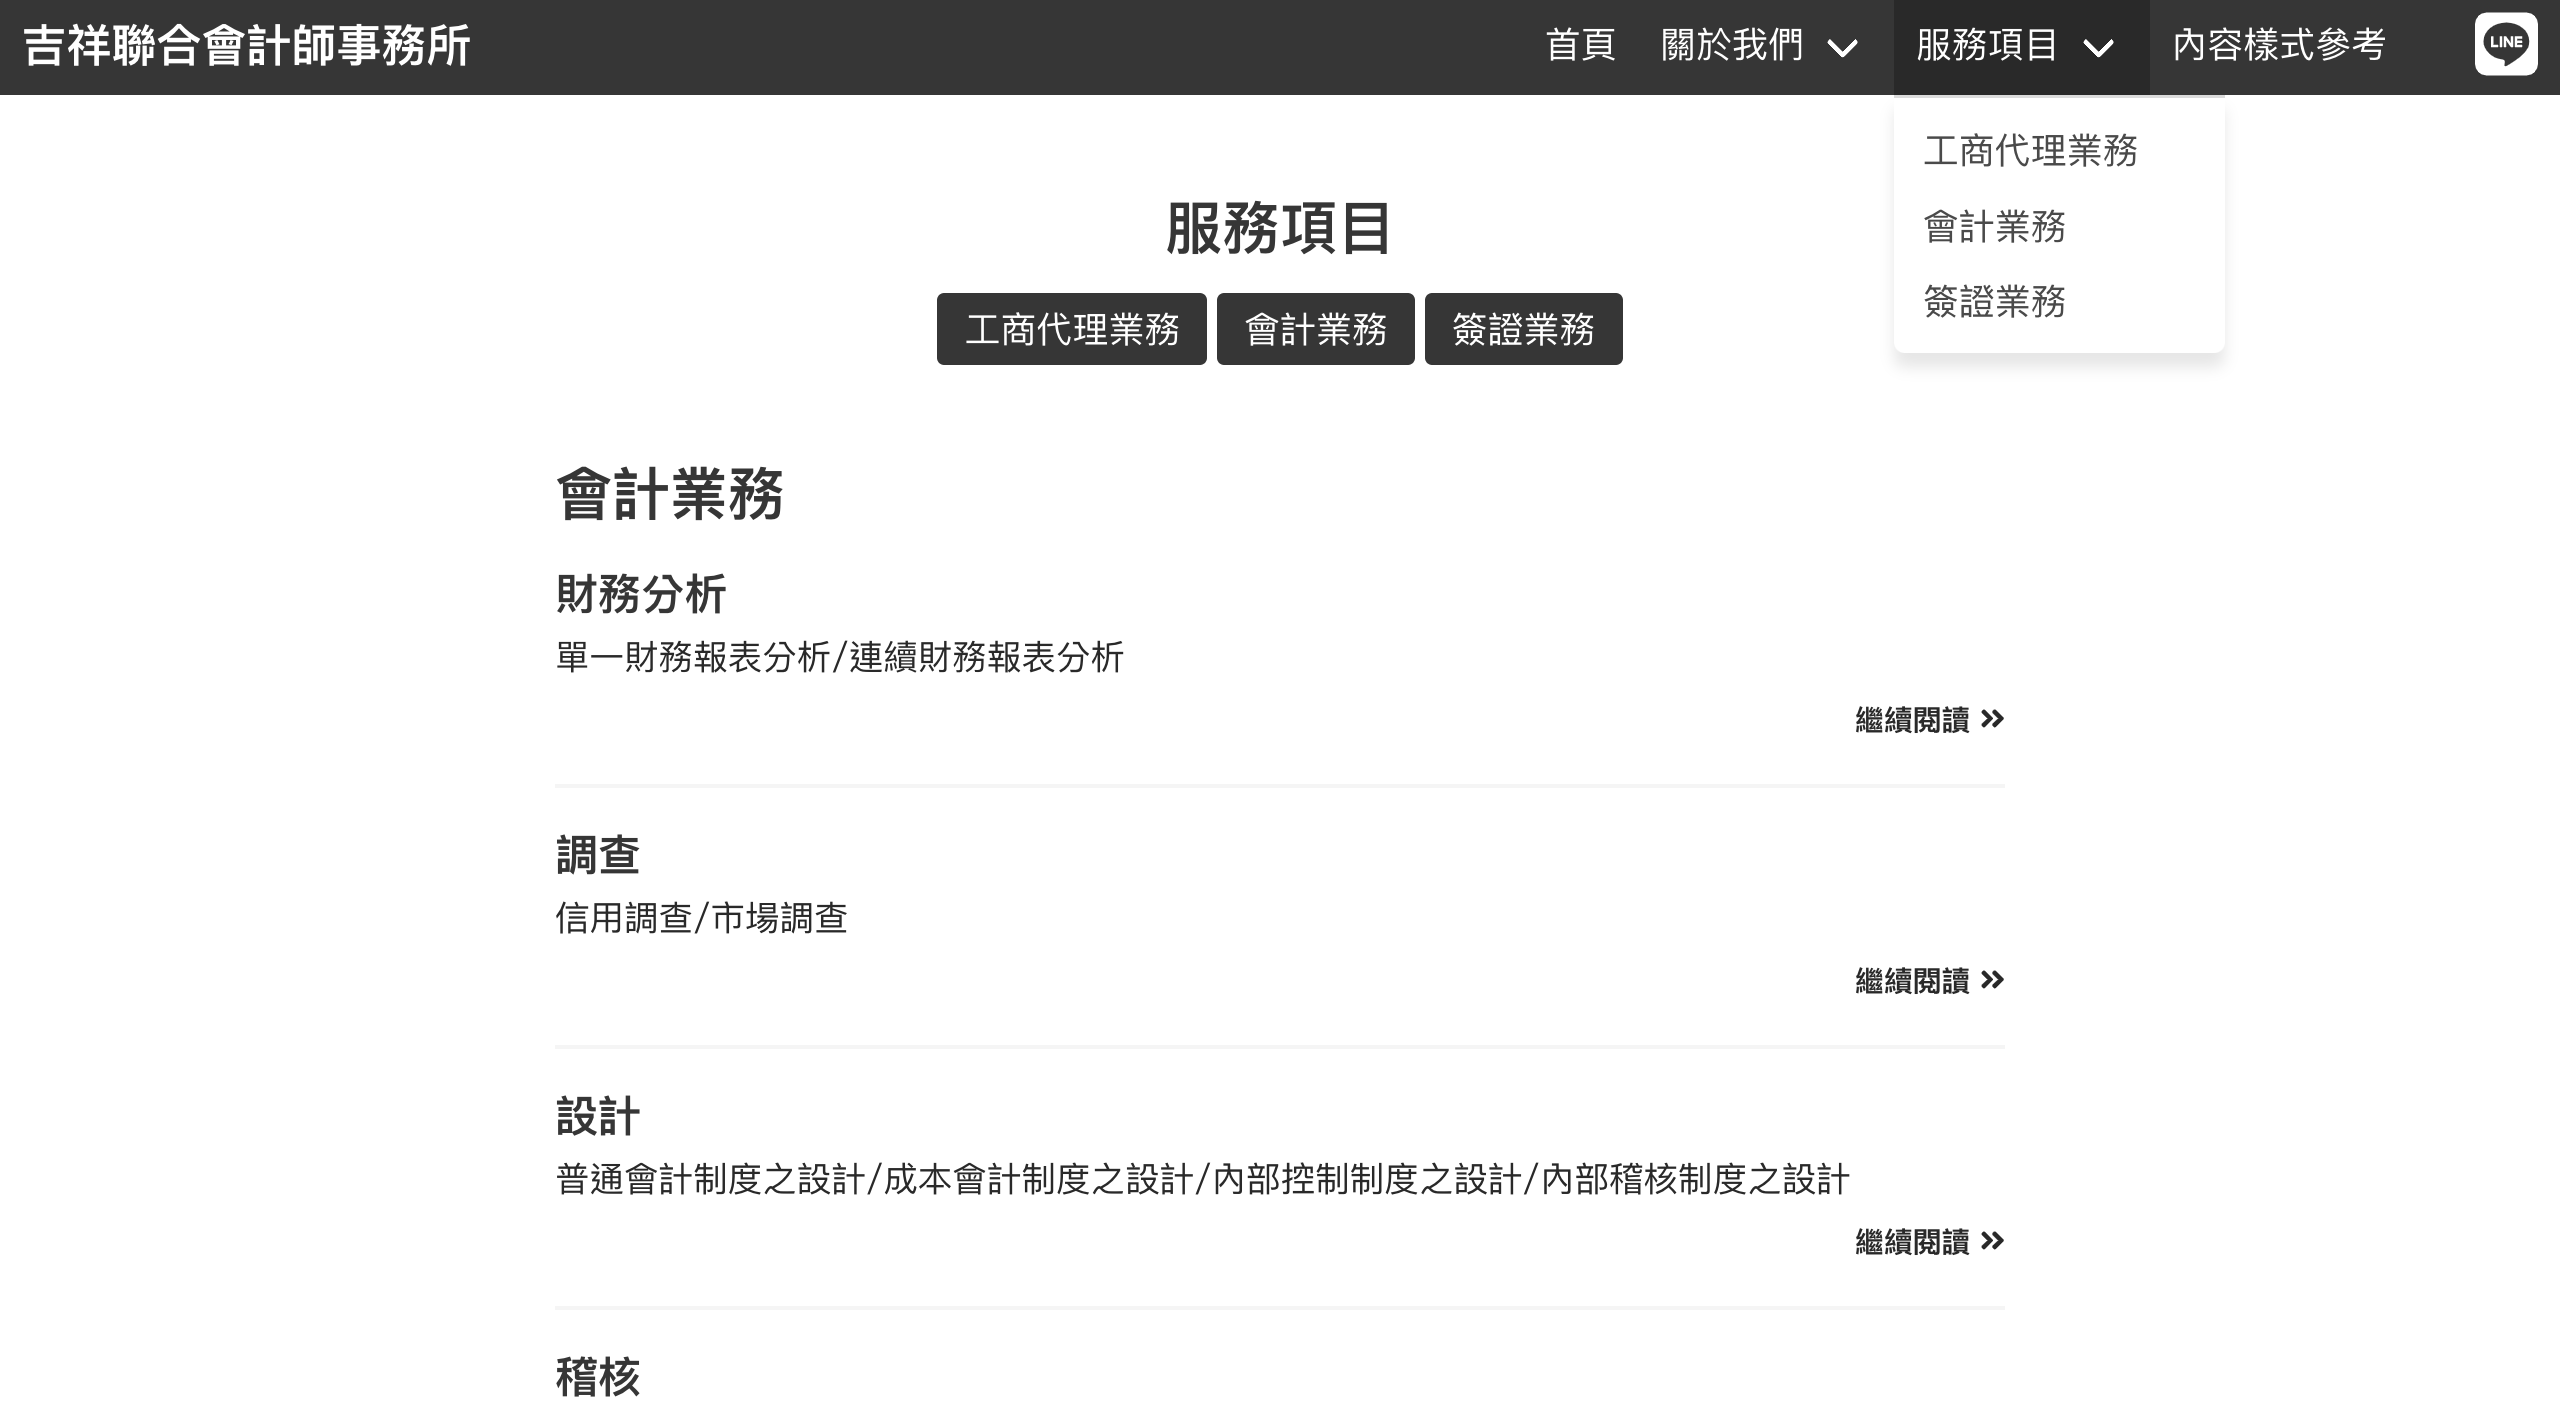 吉祥聯合會計師事務所
首頁 關於我們 服務項目 內容樣式參考 LINE
工商代理業務
會計業務
簽證業務
服務項目
工商代理業務 會計業務 簽證業務
會計業務
財務分析
單一財務報表分析/連續財務報表分析
繼續閱讀
調查
信用調查/市場調查
繼續閱讀
設計
普通會計制度之設計/成本會計制度之設計/內部控制制度之設計/內部稽核制度之設計
繼續閱讀
稽核